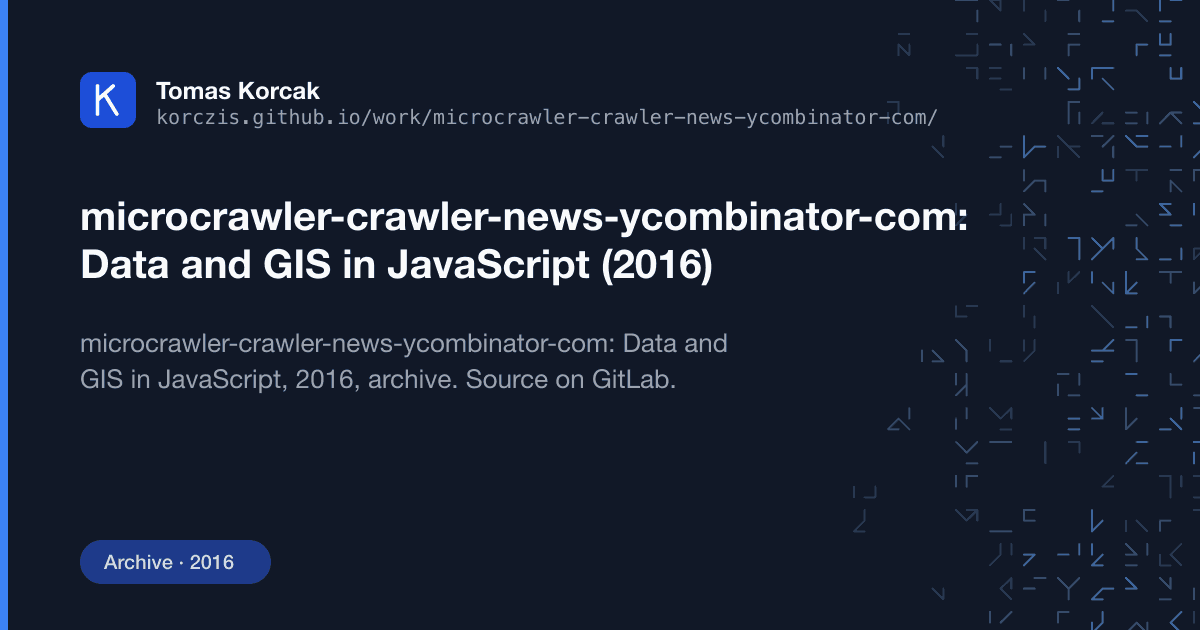 K
Tomas Korcak
korczis.github.io/work/microcrawler-crawler-news-ycombinator-com/
microcrawler-crawler-news-ycombinator-com:
Data and GIS in JavaScript (2016)
microcrawler-crawler-news-ycombinator-com: Data and
GIS in JavaScript, 2016, archive. Source on GitLab.
Archive · 2016